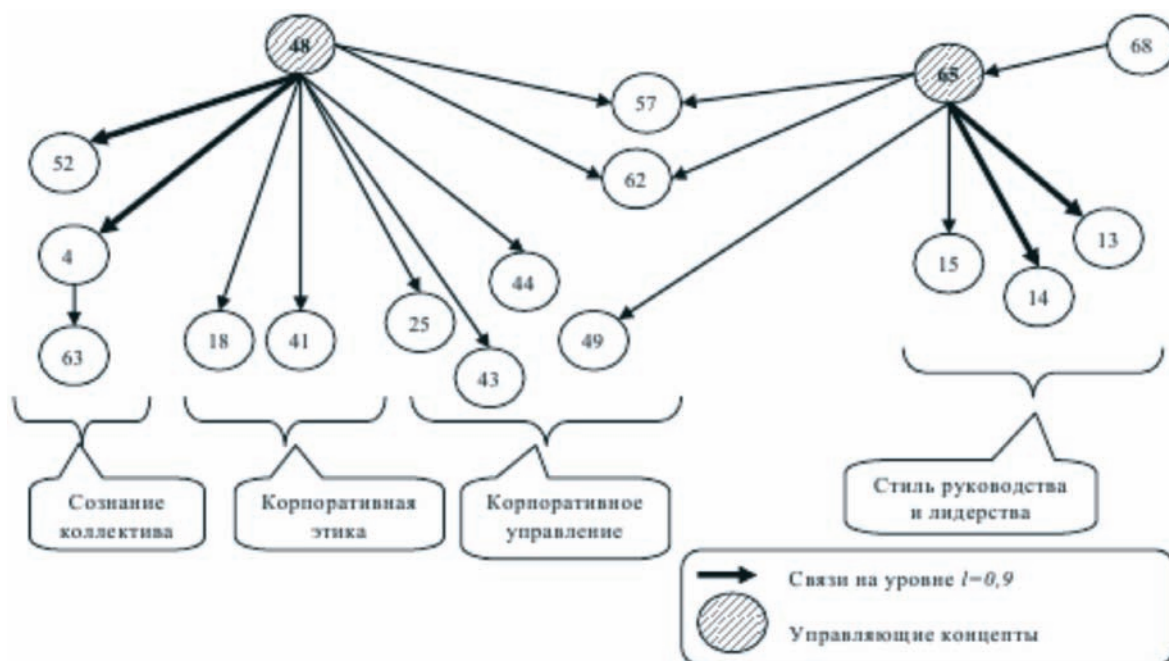 48
65
68
57
52
62
4
13
15
44
14
25
18
41
49
63
43
Сознание
коллектива
Корпоративная
этика
Корпоративное
управление
Стиль руководства
и лидерства
Связи на уровне l=0,9
Управляющие концепты